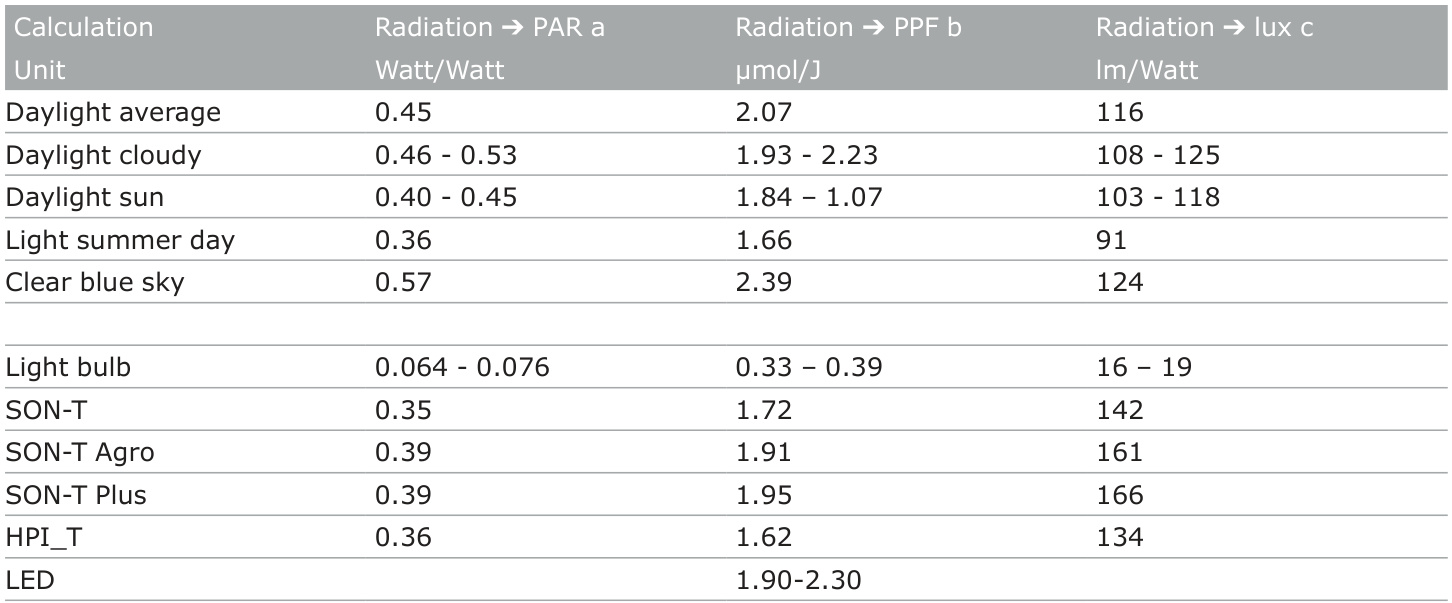 Calculation Radiation ➔ PAR a Radiation ➔ PPF b Radiation ➔ lux c
Unit Watt/Watt µmol/J lm/Watt
Daylight average 0.45 2.07 116
Daylight cloudy 0.46 - 0.53 1.93 - 2.23 108 - 125
Daylight sun 0.40 - 0.45 1.84 – 1.07 103 - 118
Light summer day 0.36 1.66 91
Clear blue sky 0.57 2.39 124
Light bulb 0.064 - 0.076 0.33 – 0.39 16 – 19
SON-T 0.35 1.72 142
SON-T Agro 0.39 1.91 161
SON-T Plus 0.39 1.95 166
HPI_T 0.36 1.62 134
LED 1.90-2.30